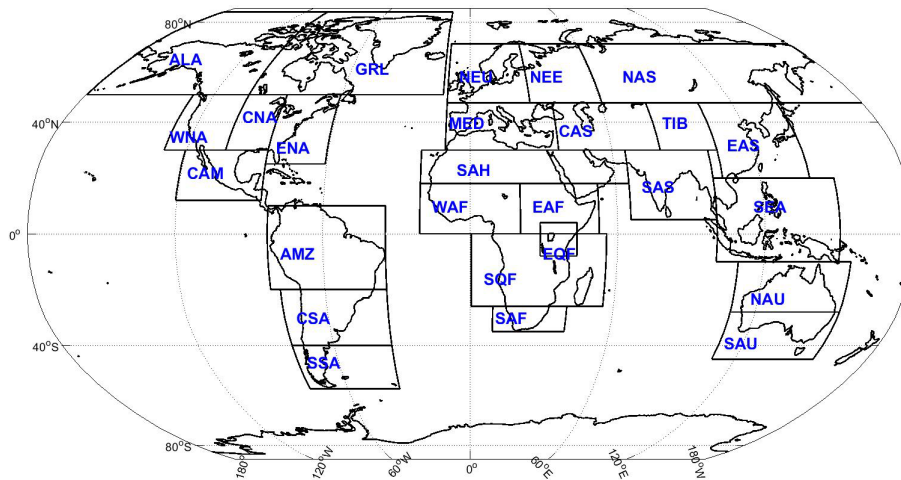 80°N
ALA
GRL
NEU
NEE
NAS
40°N
WNA
CNA
ENA
MED
CAS
TIB
EAS
CAM
SAH
SAS
WAF
EAF
SEA
0°
AMZ
EQF
SQF
NAU
CSA
SAF
40°S
SSA
SAU
80°S
180°W
120°W
60°W
0°
60°E
120°E
180°W